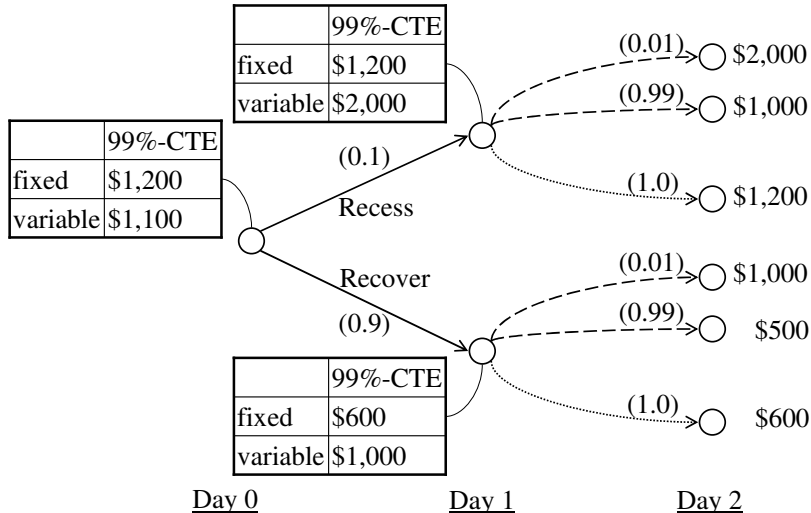 99%-CTE
fixed $1,200
variable $2,000
(0.01) $2,000
(0.99) $1,000
(1.0) $1,200
99%-CTE
fixed $1,200
variable $1,100
(0.1)
Recess
Recover
(0.9)
(0.01) $1,000
(0.99) $500
(1.0) $600
99%-CTE
fixed $600
variable $1,000
Day 0 Day 1 Day 2